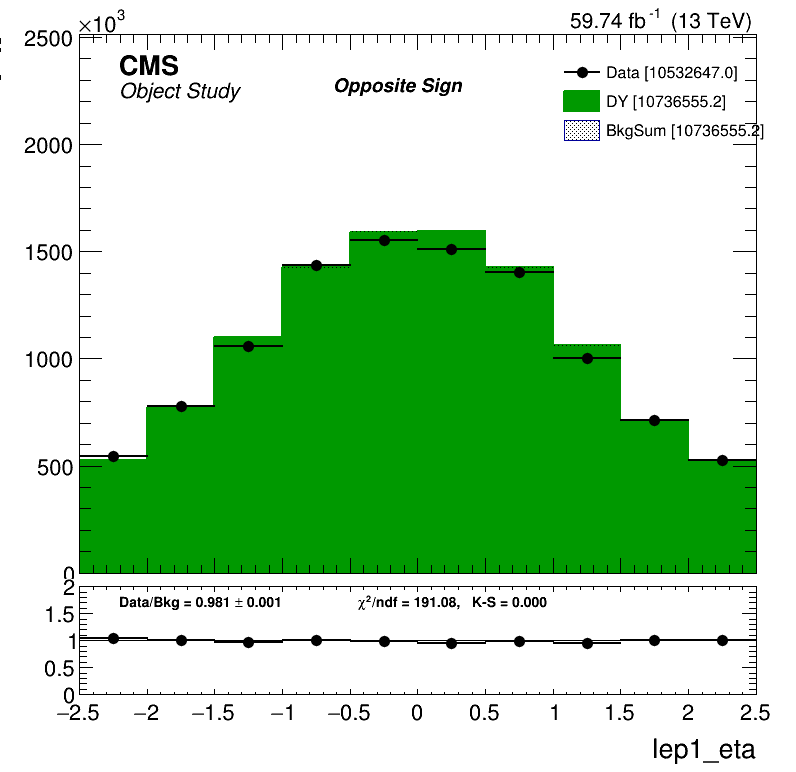 ×10³
59.74 fb⁻¹ (13 TeV)
2500
CMS
Object Study
Opposite Sign
Data [10532647.0]
DY [10736555.2]
BkgSum [10736555.2]
2000
1500
1000
500
0
2
Data/Bkg = 0.981 ± 0.001
χ²/ndf = 191.08, K-S = 0.000
1.5
1
0.5
0
−2.5 −2 −1.5 −1 −0.5 0 0.5 1 1.5 2 2.5
lep1_eta